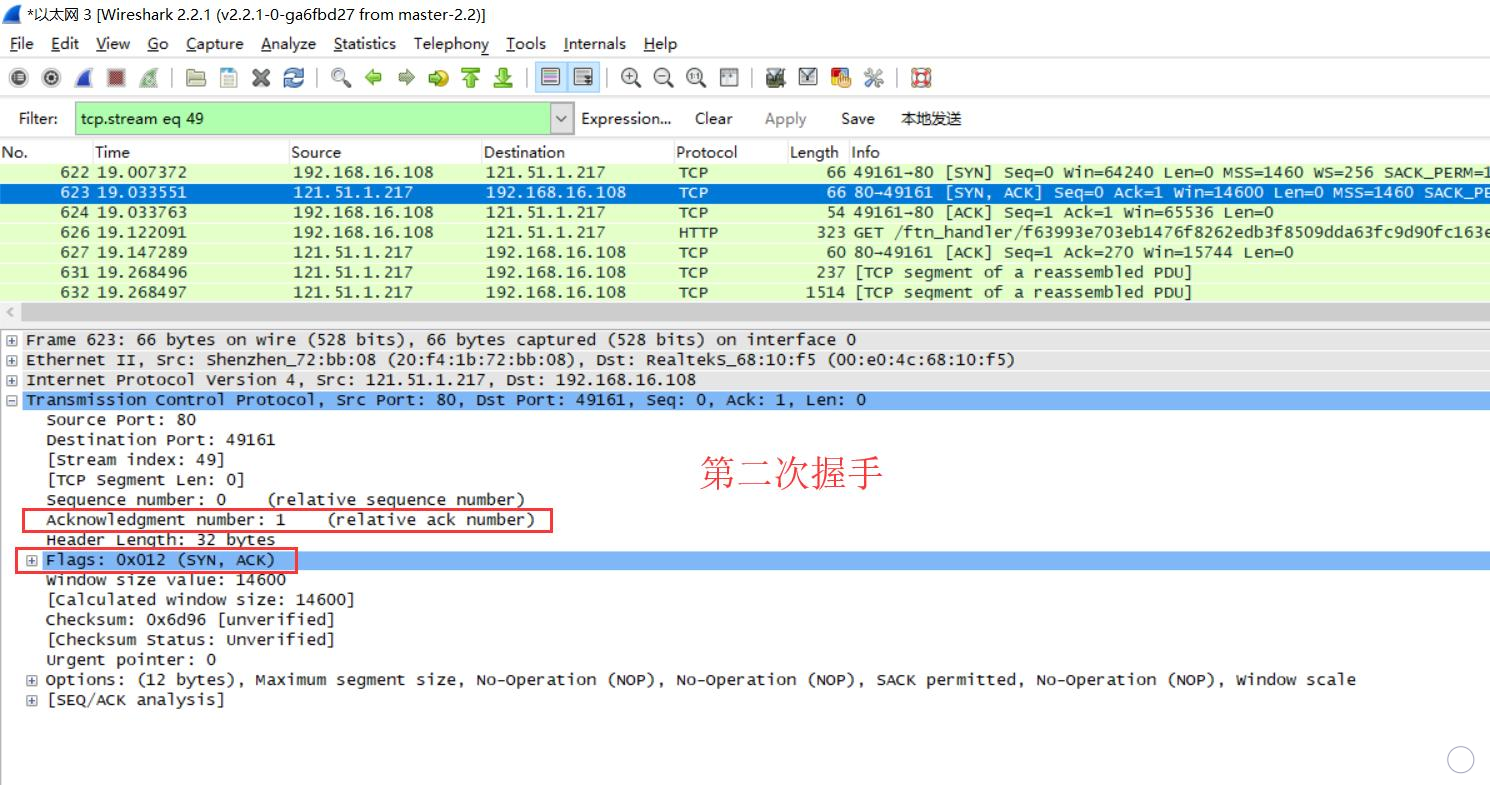 *以太网 3 [Wireshark 2.2.1 (v2.2.1-0-ga6fbd27 from master-2.2)]
File Edit View Go Capture Analyze Statistics Telephony Tools Internals Help
Filter: tcp.stream eq 49 Expression... Clear Apply Save 本地发送
No. Time Source Destination Protocol Length Info
622 19.007372 192.168.16.108 121.51.1.217 TCP 66 49161→80 [SYN] Seq=0 Win=64240 Len=0 MSS=1460 WS=256 SACK_PERM=1
623 19.033551 121.51.1.217 192.168.16.108 TCP 66 80→49161 [SYN, ACK] Seq=0 Ack=1 Win=14600 Len=0 MSS=1460 SACK_PE
624 19.033763 192.168.16.108 121.51.1.217 TCP 54 49161→80 [ACK] Seq=1 Ack=1 Win=65536 Len=0
626 19.122091 192.168.16.108 121.51.1.217 HTTP 323 GET /ftn_handler/f63993e703eb1476f8262edb3f8509dda63fc9d90fc163e
627 19.147289 121.51.1.217 192.168.16.108 TCP 60 80→49161 [ACK] Seq=1 Ack=270 Win=15744 Len=0
631 19.268496 121.51.1.217 192.168.16.108 TCP 237 [TCP segment of a reassembled PDU]
632 19.268497 121.51.1.217 192.168.16.108 TCP 1514 [TCP segment of a reassembled PDU]
Frame 623: 66 bytes on wire (528 bits), 66 bytes captured (528 bits) on interface 0
Ethernet II, Src: Shenzhen_72:bb:08 (20:f4:1b:72:bb:08), Dst: RealtekS_68:10:f5 (00:e0:4c:68:10:f5)
Internet Protocol Version 4, Src: 121.51.1.217, Dst: 192.168.16.108
Transmission Control Protocol, Src Port: 80, Dst Port: 49161, Seq: 0, Ack: 1, Len: 0
Source Port: 80
Destination Port: 49161
[Stream index: 49]
[TCP Segment Len: 0]
第二次握手
Sequence number: 0 (relative sequence number)
Acknowledgment number: 1 (relative ack number)
Header Length: 32 bytes
Flags: 0x012 (SYN, ACK)
Window size value: 14600
[Calculated window size: 14600]
Checksum: 0x6d96 [unverified]
[Checksum Status: Unverified]
Urgent pointer: 0
Options: (12 bytes), Maximum segment size, No-Operation (NOP), No-Operation (NOP), SACK permitted, No-Operation (NOP), Window scale
[SEQ/ACK analysis]